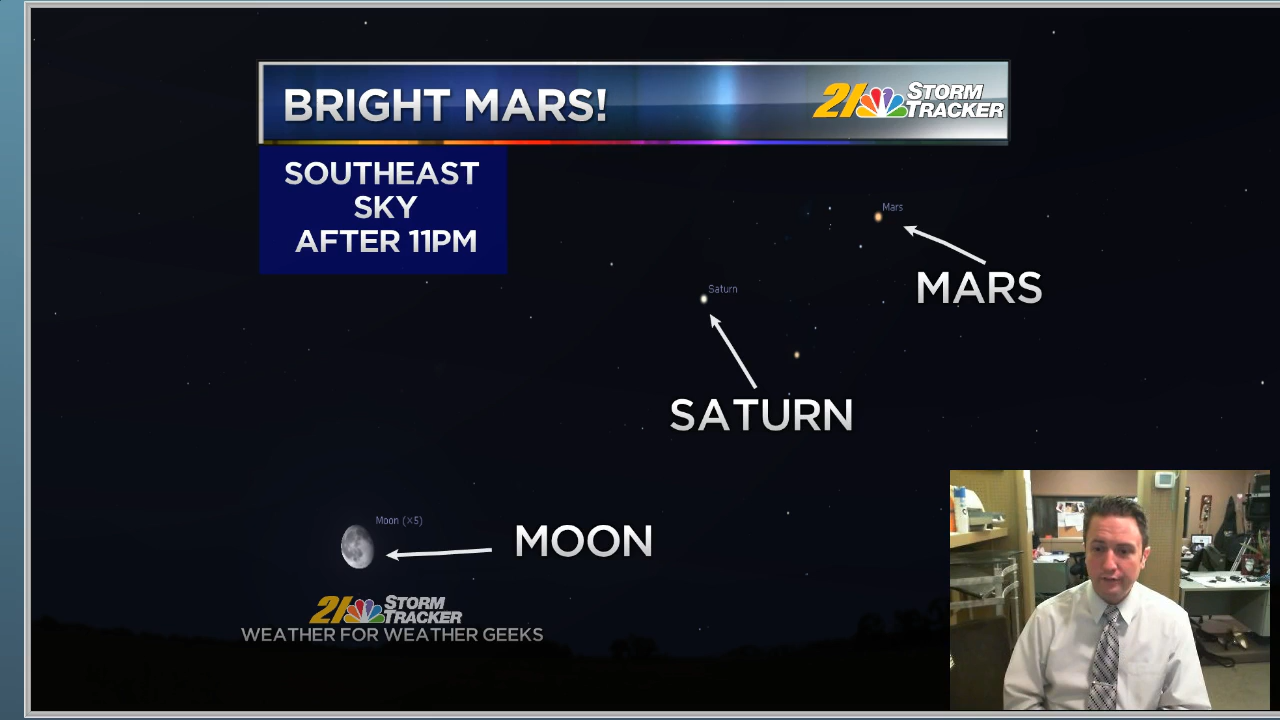 BRIGHT MARS!
21 STORM
TRACKER
SOUTHEAST
SKY
AFTER 11PM
Mars
MARS
Saturn
SATURN
Moon (×5)
MOON
21 STORM
TRACKER
WEATHER FOR WEATHER GEEKS